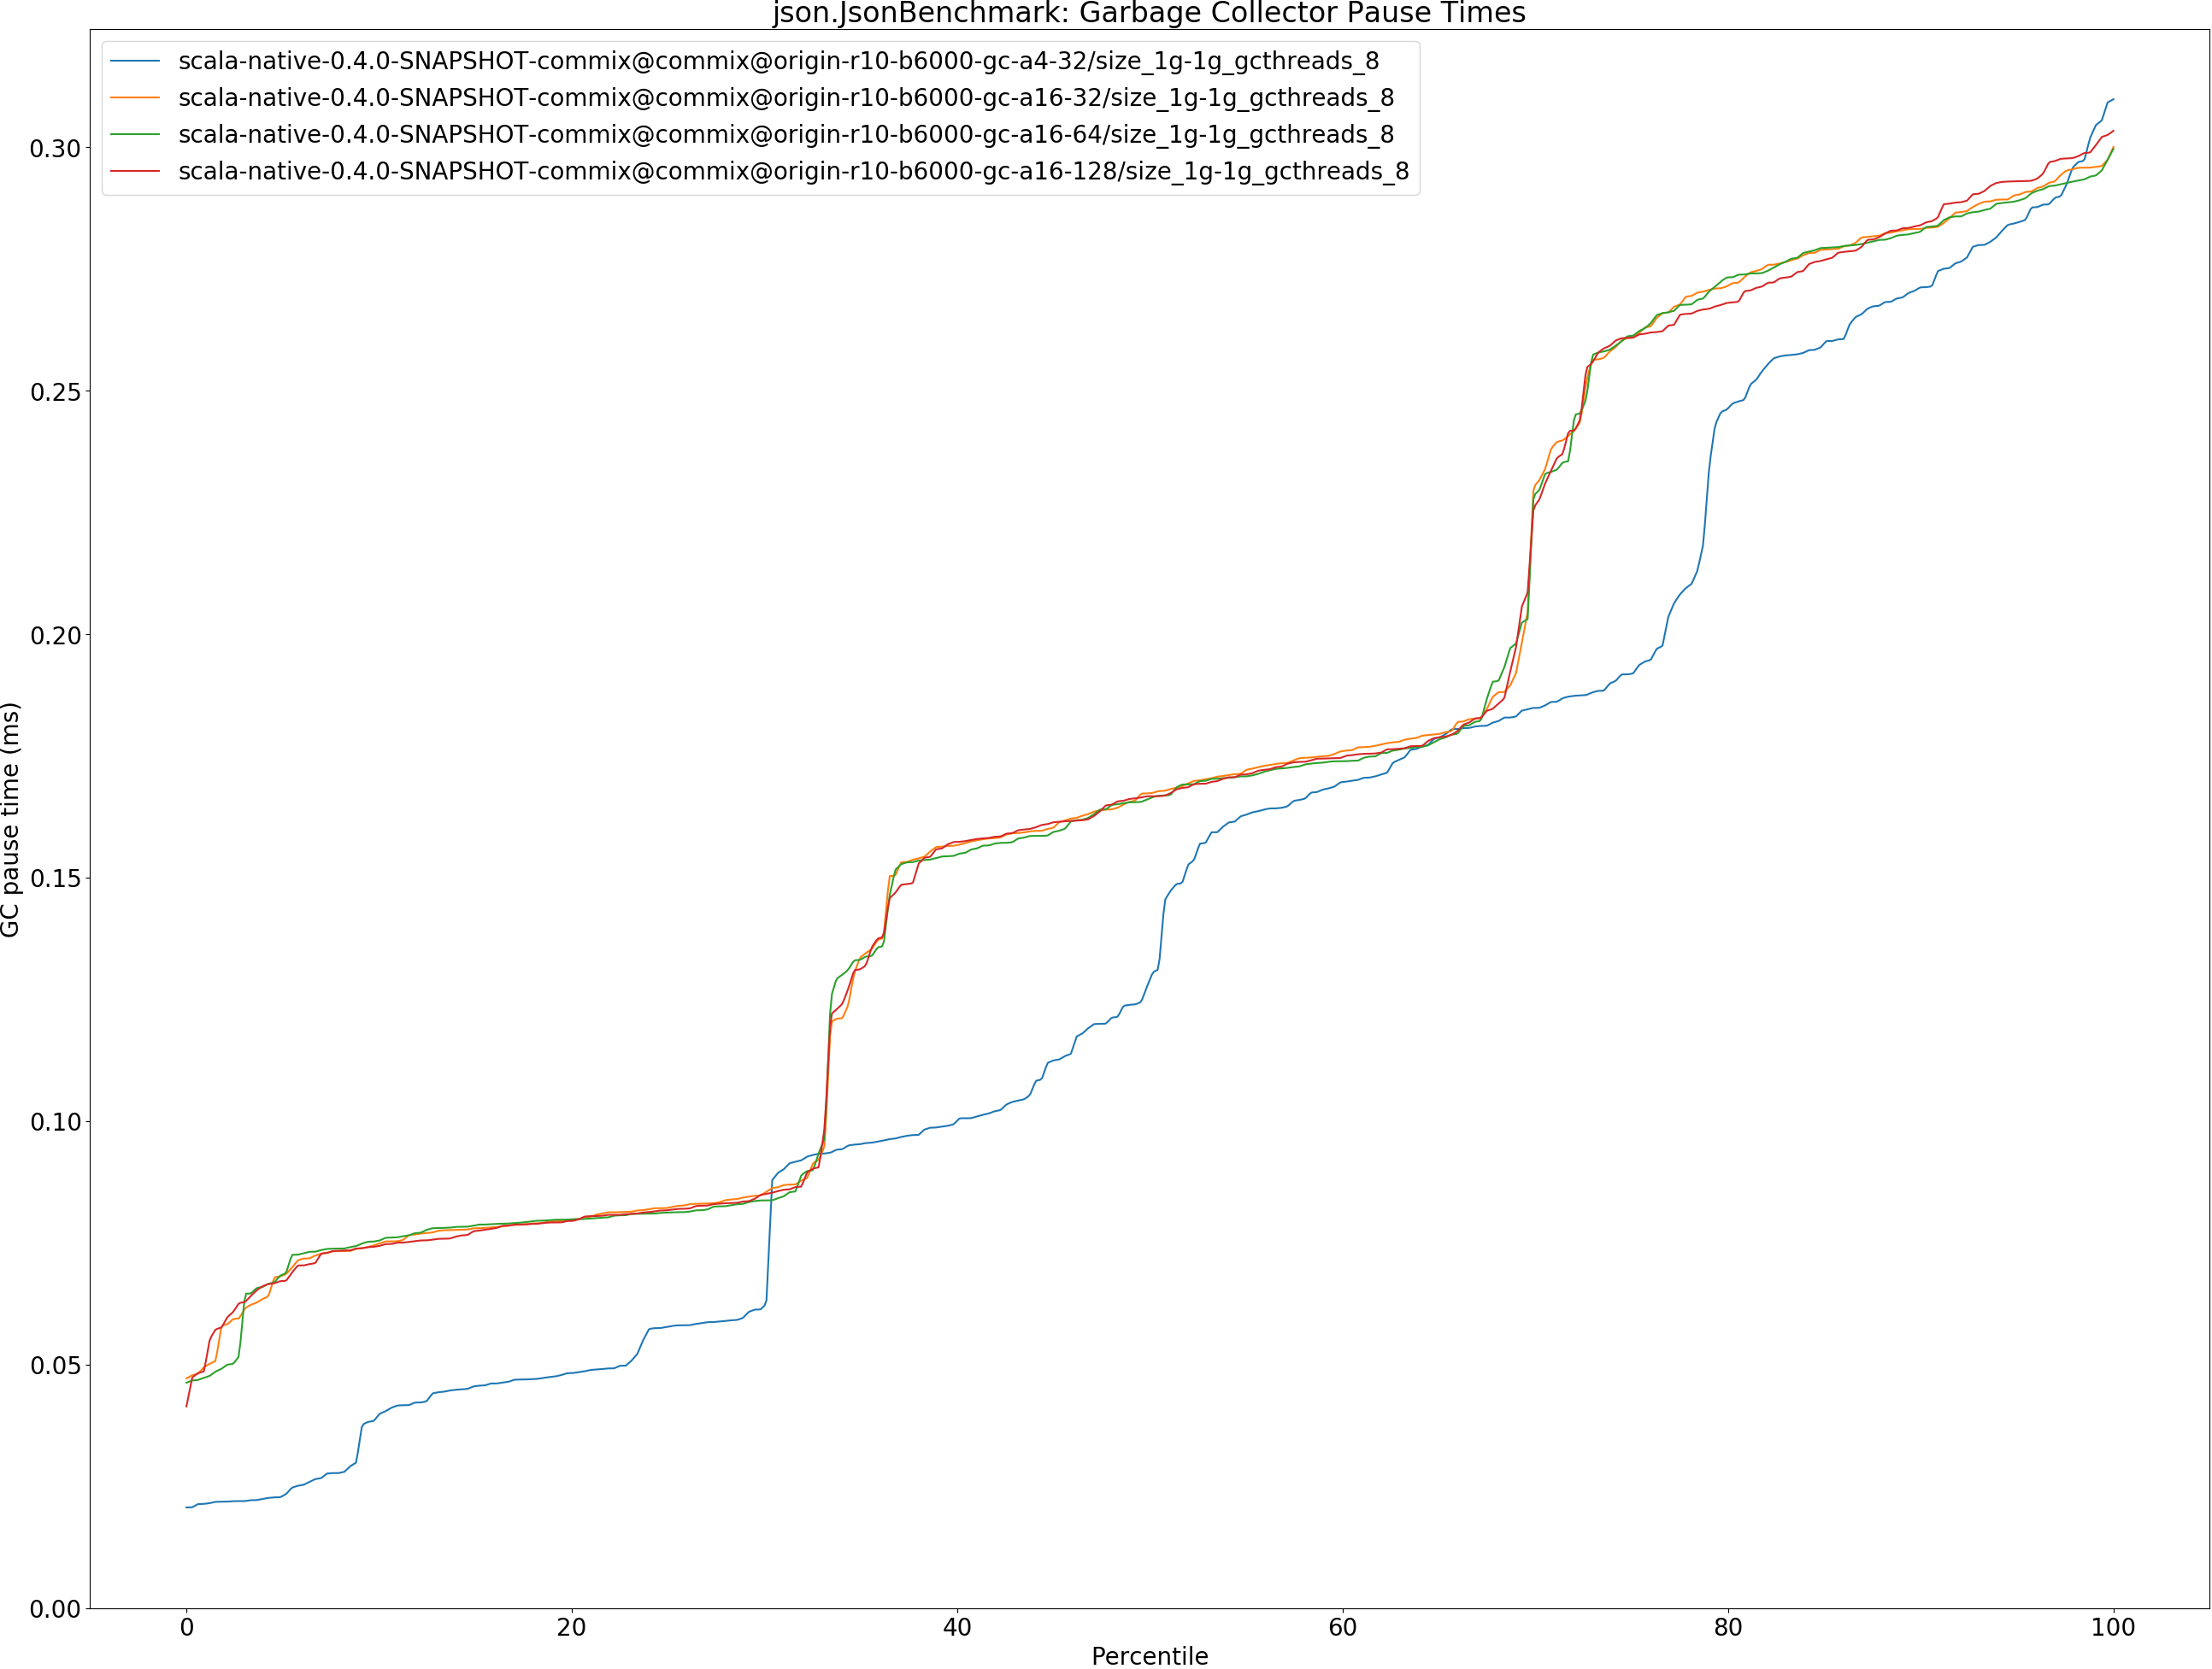 json.JsonBenchmark: Garbage Collector Pause Times
scala-native-0.4.0-SNAPSHOT-commix@commix@origin-r10-b6000-gc-a4-32/size_1g-1g_gcthreads_8
scala-native-0.4.0-SNAPSHOT-commix@commix@origin-r10-b6000-gc-a16-32/size_1g-1g_gcthreads_8
scala-native-0.4.0-SNAPSHOT-commix@commix@origin-r10-b6000-gc-a16-64/size_1g-1g_gcthreads_8
scala-native-0.4.0-SNAPSHOT-commix@commix@origin-r10-b6000-gc-a16-128/size_1g-1g_gcthreads_8
GC pause time (ms)
0.30
0.25
0.20
0.15
0.10
0.05
0.00
0 20 40 60 80 100
Percentile